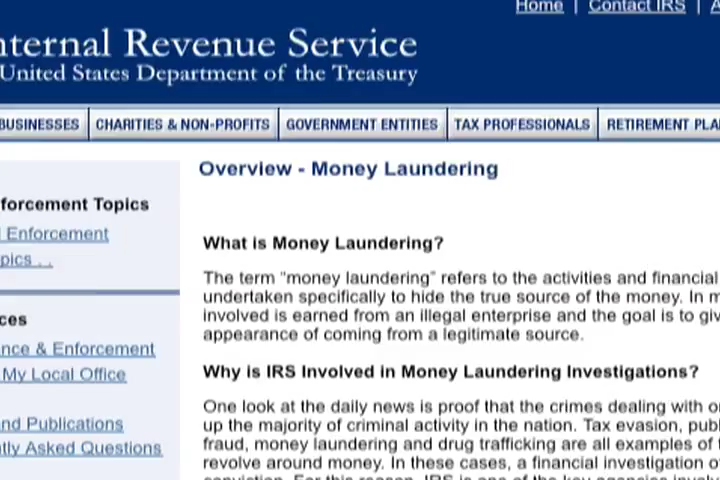 Home | Contact IRS | A
nternal Revenue Service
United States Department of the Treasury
BUSINESSES | CHARITIES & NON-PROFITS | GOVERNMENT ENTITIES | TAX PROFESSIONALS | RETIREMENT PLA
Overview - Money Laundering
forcement Topics
Enforcement
pics . .
ces
nce & Enforcement
My Local Office
nd Publications
tly Asked Questions
What is Money Laundering?
The term "money laundering" refers to the activities and financial
undertaken specifically to hide the true source of the money. In m
involved is earned from an illegal enterprise and the goal is to giv
appearance of coming from a legitimate source.
Why is IRS Involved in Money Laundering Investigations?
One look at the daily news is proof that the crimes dealing with o
up the majority of criminal activity in the nation. Tax evasion, publ
fraud, money laundering and drug trafficking are all examples of
revolve around money. In these cases, a financial investigation o